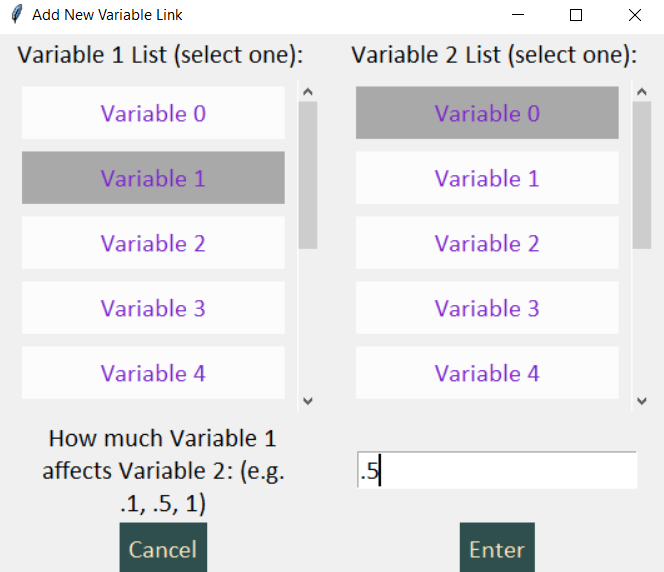 Add New Variable Link
Variable 1 List (select one):
Variable 0
Variable 1
Variable 2
Variable 3
Variable 4
Variable 2 List (select one):
Variable 0
Variable 1
Variable 2
Variable 3
Variable 4
How much Variable 1
affects Variable 2: (e.g.
.1, .5, 1)
.5
Cancel
Enter